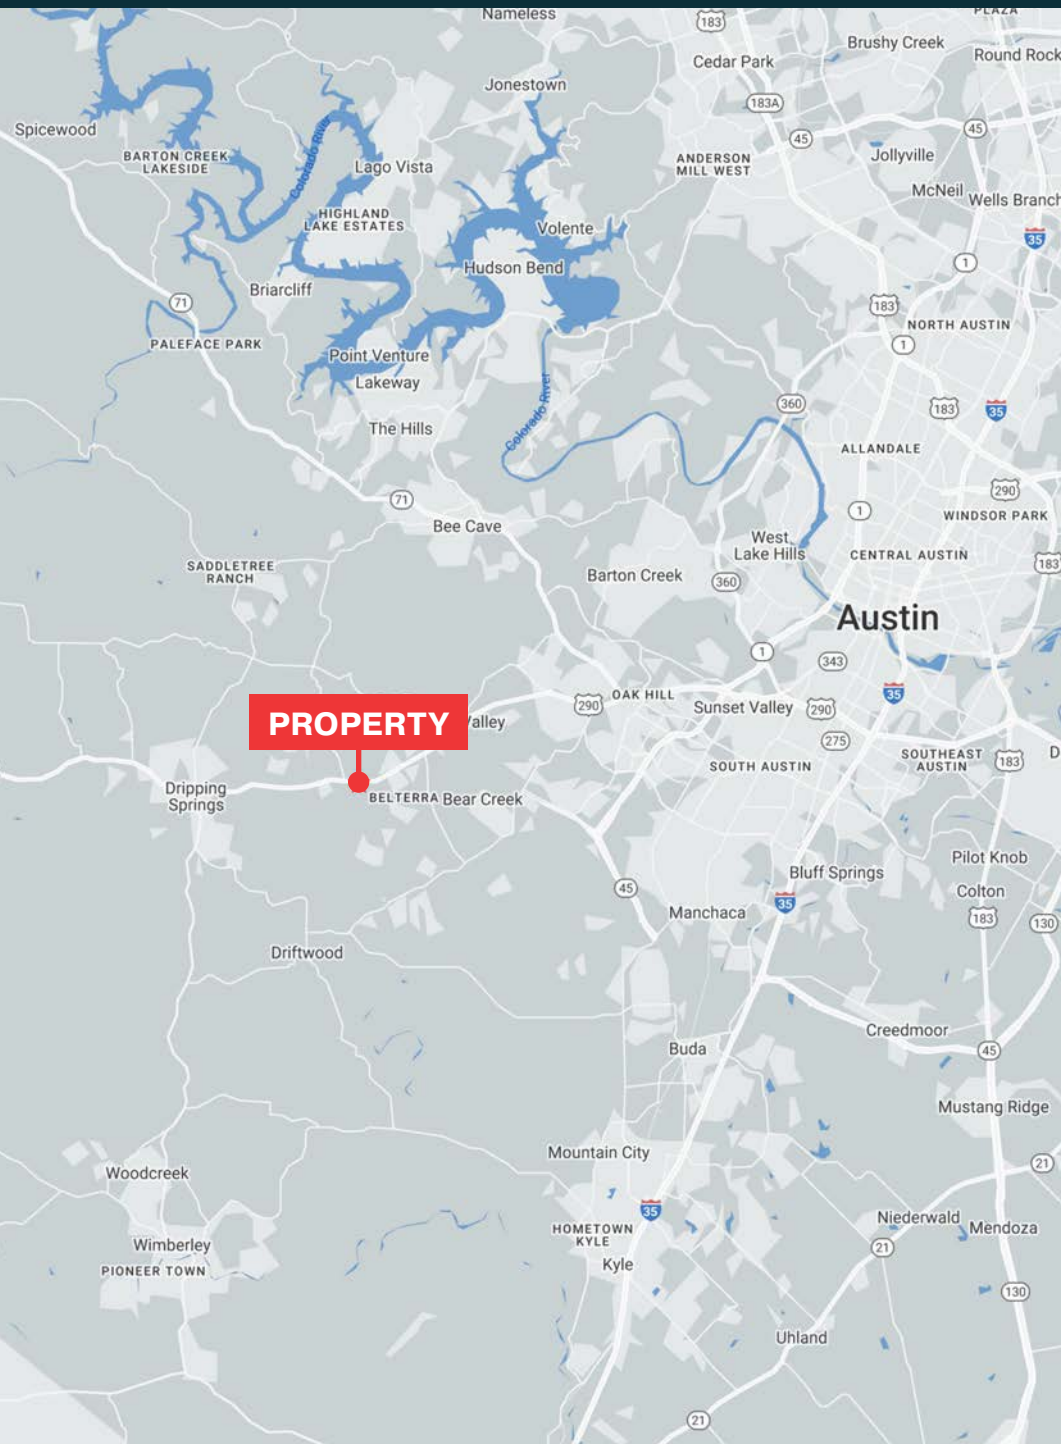 Nameless
183
PLAZA
Brushy Creek
Round Rock
Cedar Park
Jonestown
183A
Spicewood
45
45
BARTON CREEK
LAKESIDE
Colorado River
Lago Vista
ANDERSON
MILL WEST
Jollyville
McNeil
Wells Branch
HIGHLAND
LAKE ESTATES
Volente
35
Hudson Bend
1
Briarcliff
71
183
NORTH AUSTIN
PALEFACE PARK
1
Point Venture
Lakeway
Colorado River
360
183
35
The Hills
ALLANDALE
71
290
Bee Cave
1
WINDSOR PARK
West
Lake Hills
CENTRAL AUSTIN
183
SADDLETREE
RANCH
Barton Creek
360
Austin
1
343
OAK HILL
35
290
Sunset Valley
290
PROPERTY
Valley
275
SOUTH AUSTIN
SOUTHEAST
AUSTIN
183
D
Dripping
Springs
BELTERRA
Bear Creek
Pilot Knob
Bluff Springs
45
Colton
35
Manchaca
183
130
Driftwood
Creedmoor
Buda
45
Mustang Ridge
Mountain City
21
Woodcreek
35
Niederwald
Mendoza
HOMETOWN
KYLE
Wimberley
21
Kyle
PIONEER TOWN
130
Uhland
21